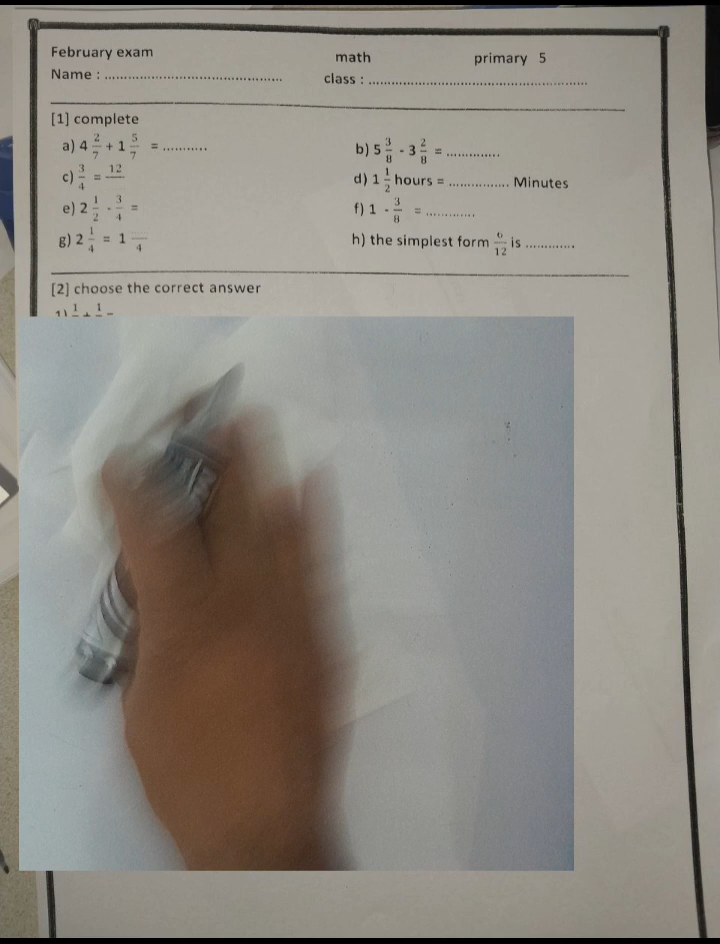 February exam math primary 5
Name : ................................................ class : ............................................................
[1] complete
a) 4 2/7 + 1 5/7 = ........... b) 5 3/8 - 3 2/8 = .............
c) 3/4 = 12/ d) 1 1/2 hours = ............... Minutes
e) 2 1/2 - 3/4 = f) 1 - 3/8 = ............
g) 2 1/4 = 1 ..../4 h) the simplest form 6/12 is ............
[2] choose the correct answer